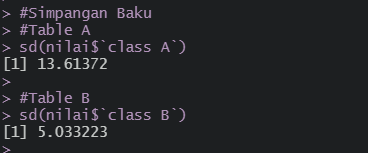 > #Simpangan Baku
> #Table A
> sd(nilai$`class A`)
[1] 13.61372
>
> #Table B
> sd(nilai$`class B`)
[1] 5.033223
>